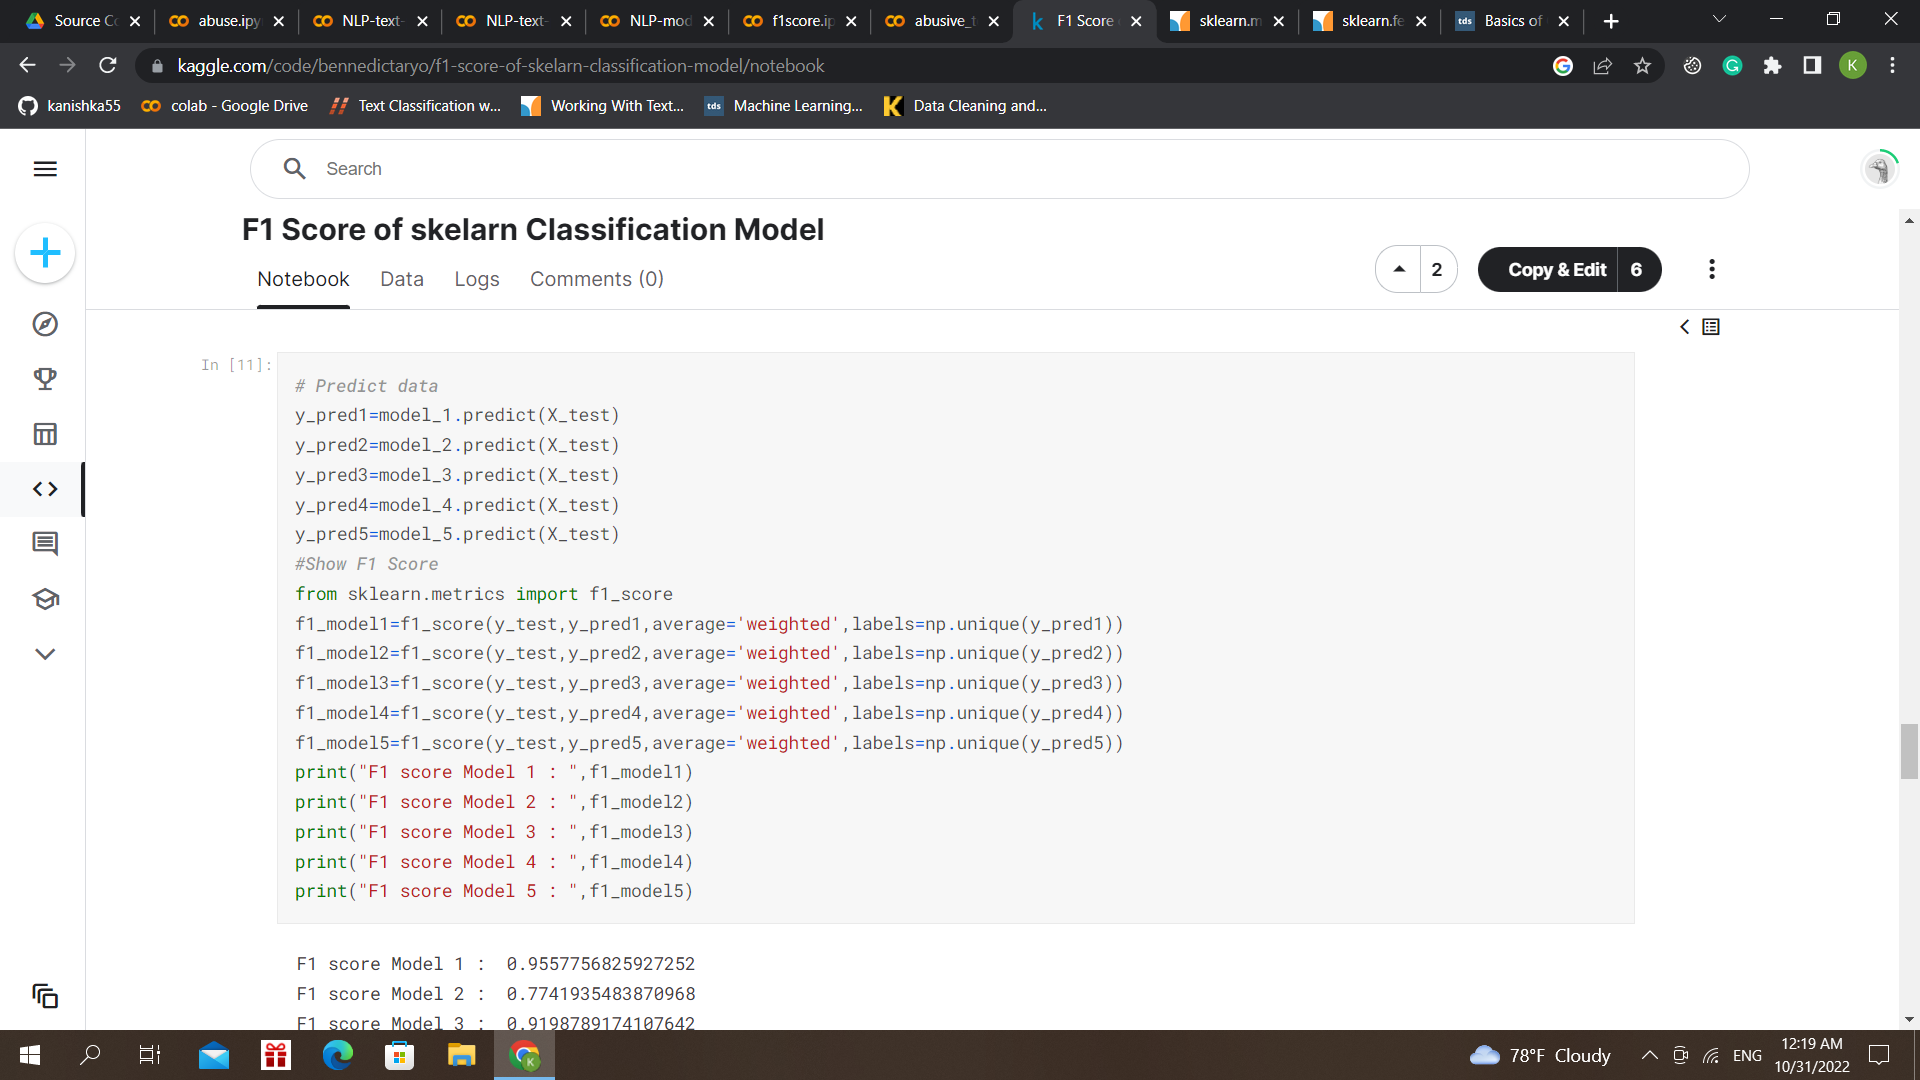 Source Co
abuse.ipy
NLP-text-
NLP-text-
NLP-mod
f1score.ip
abusive_t
F1 Score
sklearn.m
sklearn.fe
tds Basics of
kaggle.com/code/bennedictaryo/f1-score-of-skelarn-classification-model/notebook
K
kanishka55
colab - Google Drive
Text Classification w...
Working With Text...
tds Machine Learning,...
Data Cleaning and...
Search
F1 Score of skelarn Classification Model
Notebook Data Logs Comments (0)
2
Copy & Edit 6
In [11]:
# Predict data
y_pred1=model_1.predict(X_test)
y_pred2=model_2.predict(X_test)
y_pred3=model_3.predict(X_test)
y_pred4=model_4.predict(X_test)
y_pred5=model_5.predict(X_test)
#Show F1 Score
from sklearn.metrics import f1_score
f1_model1=f1_score(y_test,y_pred1,average='weighted',labels=np.unique(y_pred1))
f1_model2=f1_score(y_test,y_pred2,average='weighted',labels=np.unique(y_pred2))
f1_model3=f1_score(y_test,y_pred3,average='weighted',labels=np.unique(y_pred3))
f1_model4=f1_score(y_test,y_pred4,average='weighted',labels=np.unique(y_pred4))
f1_model5=f1_score(y_test,y_pred5,average='weighted',labels=np.unique(y_pred5))
print("F1 score Model 1 : ",f1_model1)
print("F1 score Model 2 : ",f1_model2)
print("F1 score Model 3 : ",f1_model3)
print("F1 score Model 4 : ",f1_model4)
print("F1 score Model 5 : ",f1_model5)
F1 score Model 1 :  0.9557756825927252
F1 score Model 2 :  0.7741935483870968
F1 score Model 3 :  0.9198789174107642
78°F Cloudy
ENG
12:19 AM
10/31/2022